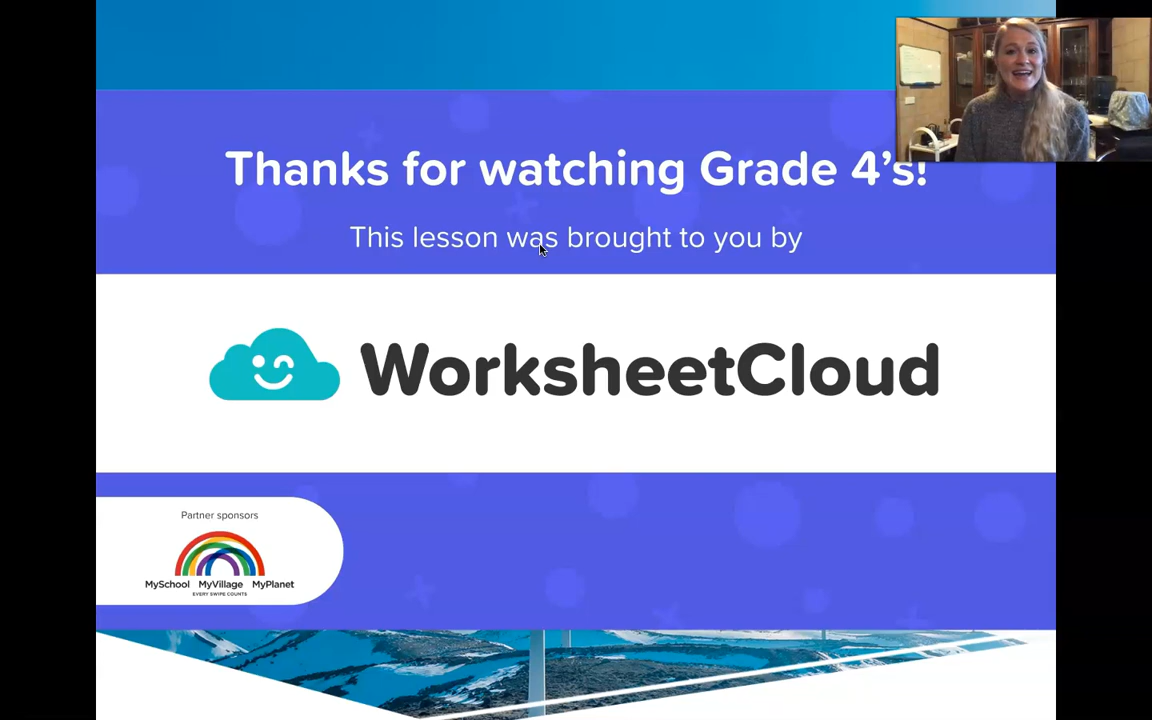 Thanks for watching Grade 4's!
This lesson was brought to you by
WorksheetCloud
Partner sponsors
MySchool MyVillage MyPlanet
EVERY SWIPE COUNTS